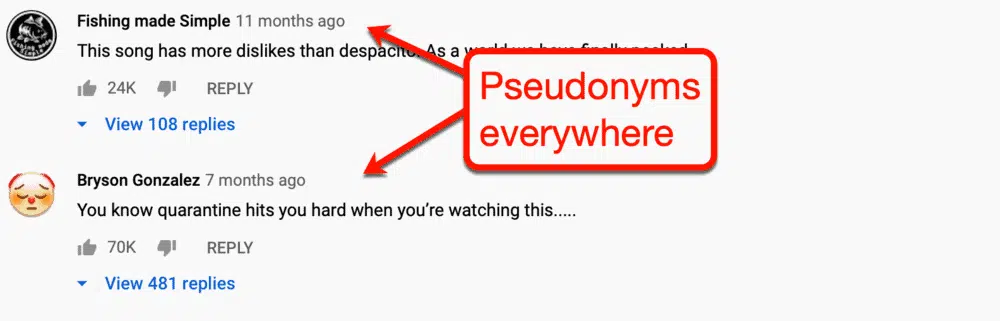 Fishing made Simple 11 months ago
This song has more dislikes than despacito. As a world we have finally peaked
24K REPLY
View 108 replies
Pseudonyms
everywhere
Bryson Gonzalez 7 months ago
You know quarantine hits you hard when you’re watching this.....
70K REPLY
View 481 replies